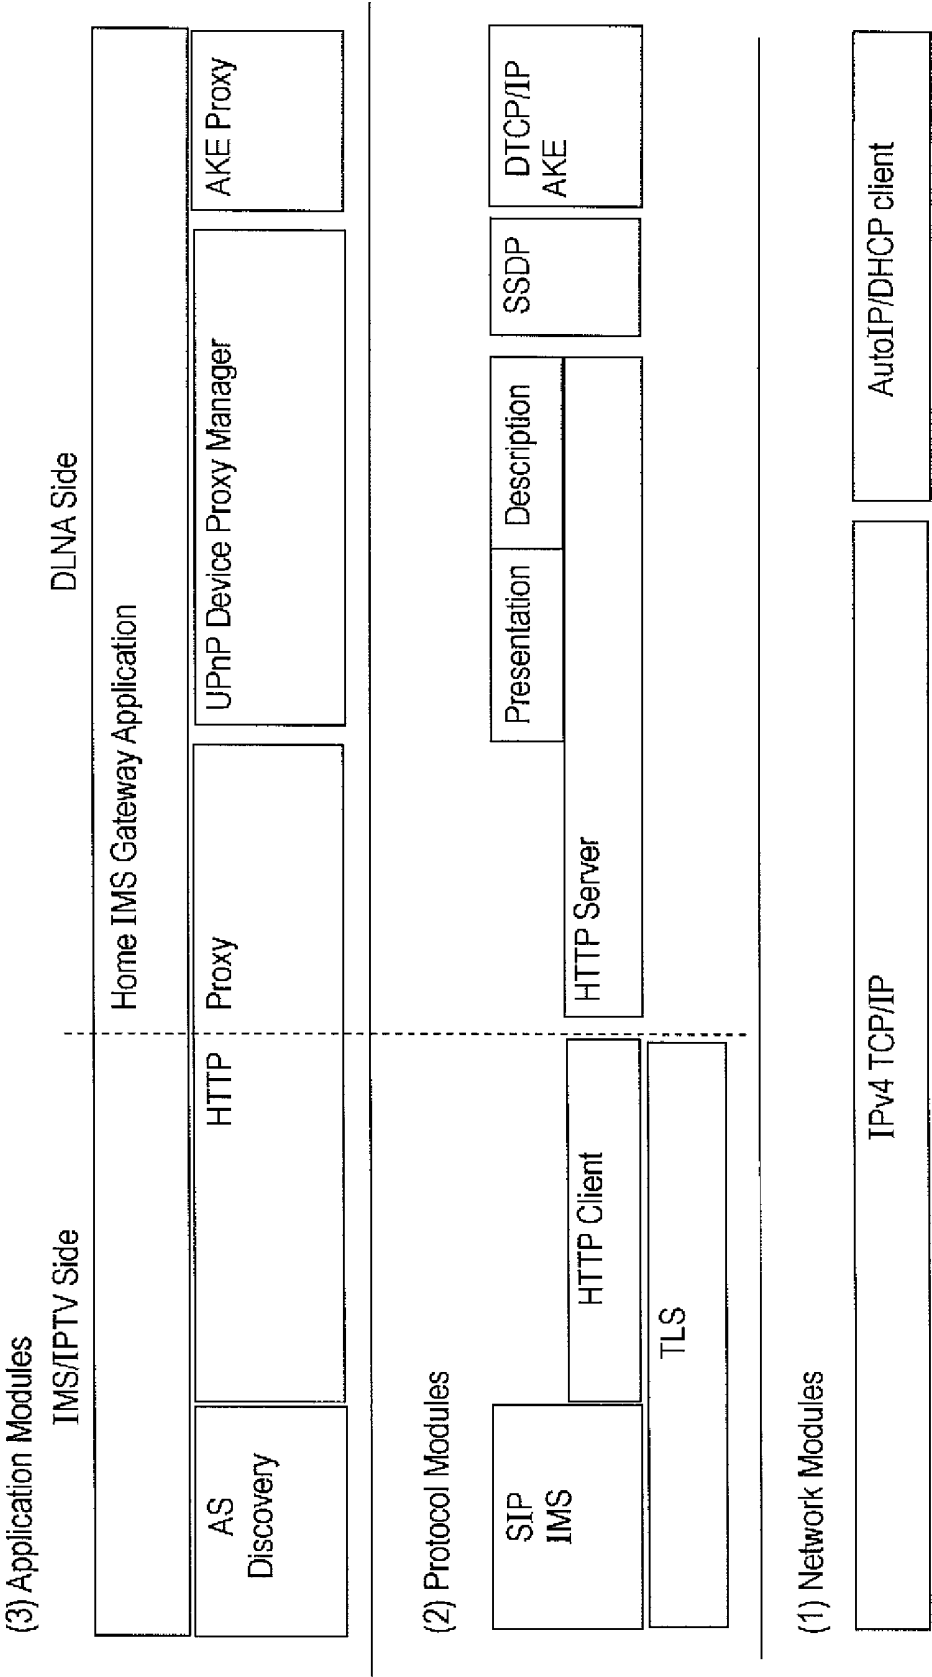 (3) Application Modules
IMS/IPTV Side
DLNA Side
Home IMS Gateway Application
AS
Discovery
HTTP Proxy
UPnP Device Proxy Manager
AKE Proxy
(2) Protocol Modules
SIP
IMS
HTTP Client
TLS
HTTP Server
Presentation
Description
SSDP
DTCP/IP
AKE
(1) Network Modules
IPv4 TCP/IP
AutoIP/DHCP client